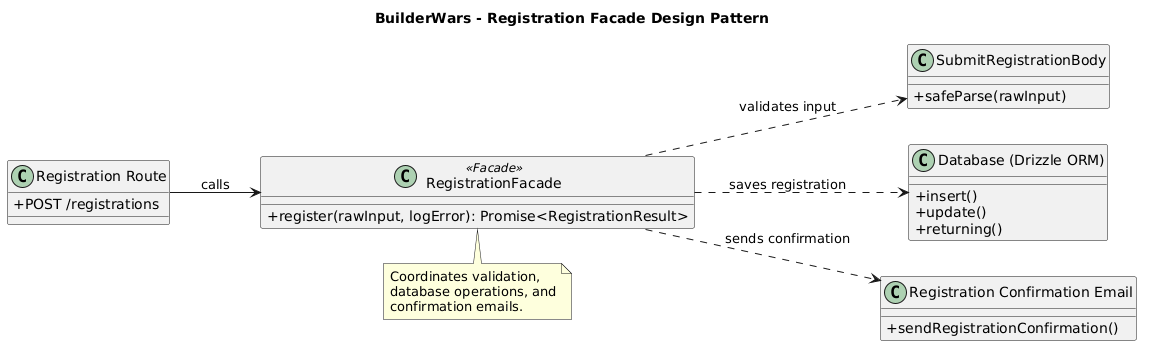 BuilderWars - Registration Facade Design Pattern
C Registration Route
+POST /registrations
calls
C «Facade»
RegistrationFacade
+register(rawInput, logError): Promise<RegistrationResult>
Coordinates validation,
database operations, and
confirmation emails.
validates input
saves registration
sends confirmation
C SubmitRegistrationBody
+safeParse(rawInput)
C Database (Drizzle ORM)
+insert()
+update()
+returning()
C Registration Confirmation Email
+sendRegistrationConfirmation()